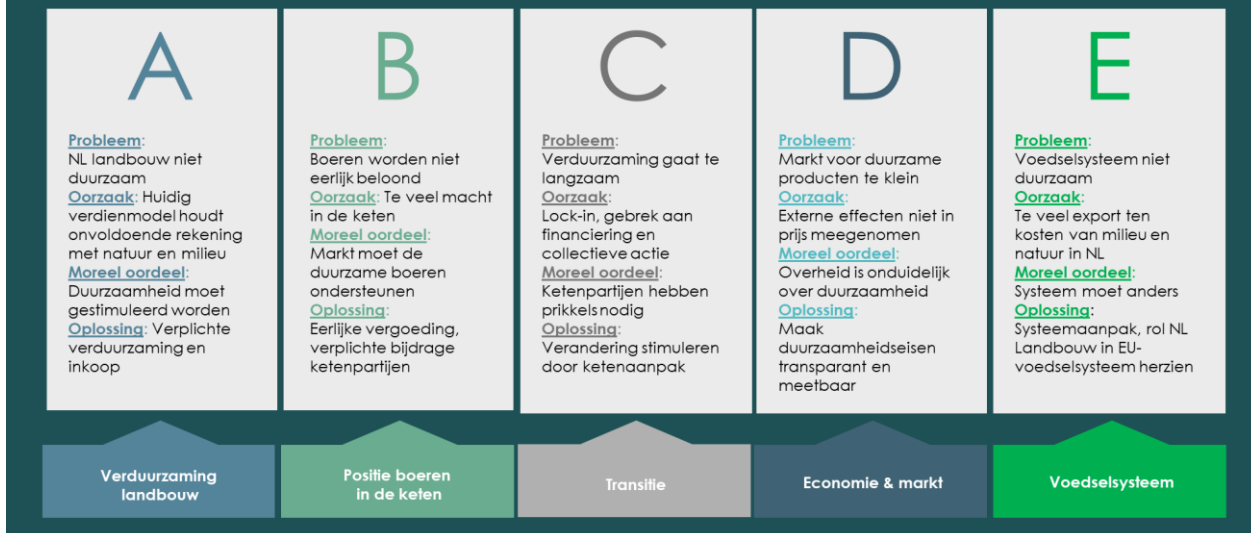 A
Probleem:
NL landbouw niet
duurzaam
Oorzaak: Huidig
verdienmodel houdt
onvoldoende rekening
met natuur en milieu
Moreel oordeel:
Duurzaamheid moet
gestimuleerd worden
Oplossing: Verplichte
verduurzaming en
inkoop
Verduurzaming
landbouw
B
Probleem:
Boeren worden niet
eerlijk beloond
Oorzaak: Te veel macht
in de keten
Moreel oordeel:
Markt moet de
duurzame boeren
ondersteunen
Oplossing:
Eerlijke vergoeding,
verplichte bijdrage
ketenpartijen
Positie boeren
in de keten
C
Probleem:
Verduurzaming gaat te
langzaam
Oorzaak:
Lock-in, gebrek aan
financiering en
collectieve actie
Moreel oordeel:
Ketenpartijen hebben
prikkels nodig
Oplossing:
Verandering stimuleren
door ketenaanpak
Transitie
D
Probleem:
Markt voor duurzame
producten te klein
Oorzaak:
Externe effecten niet in
prijs meegenomen
Moreel oordeel:
Overheid is onduidelijk
over duurzaamheid
Oplossing:
Maak
duurzaamheidseisen
transparant en
meetbaar
Economie & markt
E
Probleem:
Voedselsysteem niet
duurzaam
Oorzaak:
Te veel export ten
kosten van milieu en
natuur in NL
Moreel oordeel:
Systeem moet anders
Oplossing:
Systeemaanpak, rol NL
Landbouw in EU-
voedselsysteem herzien
Voedselsysteem